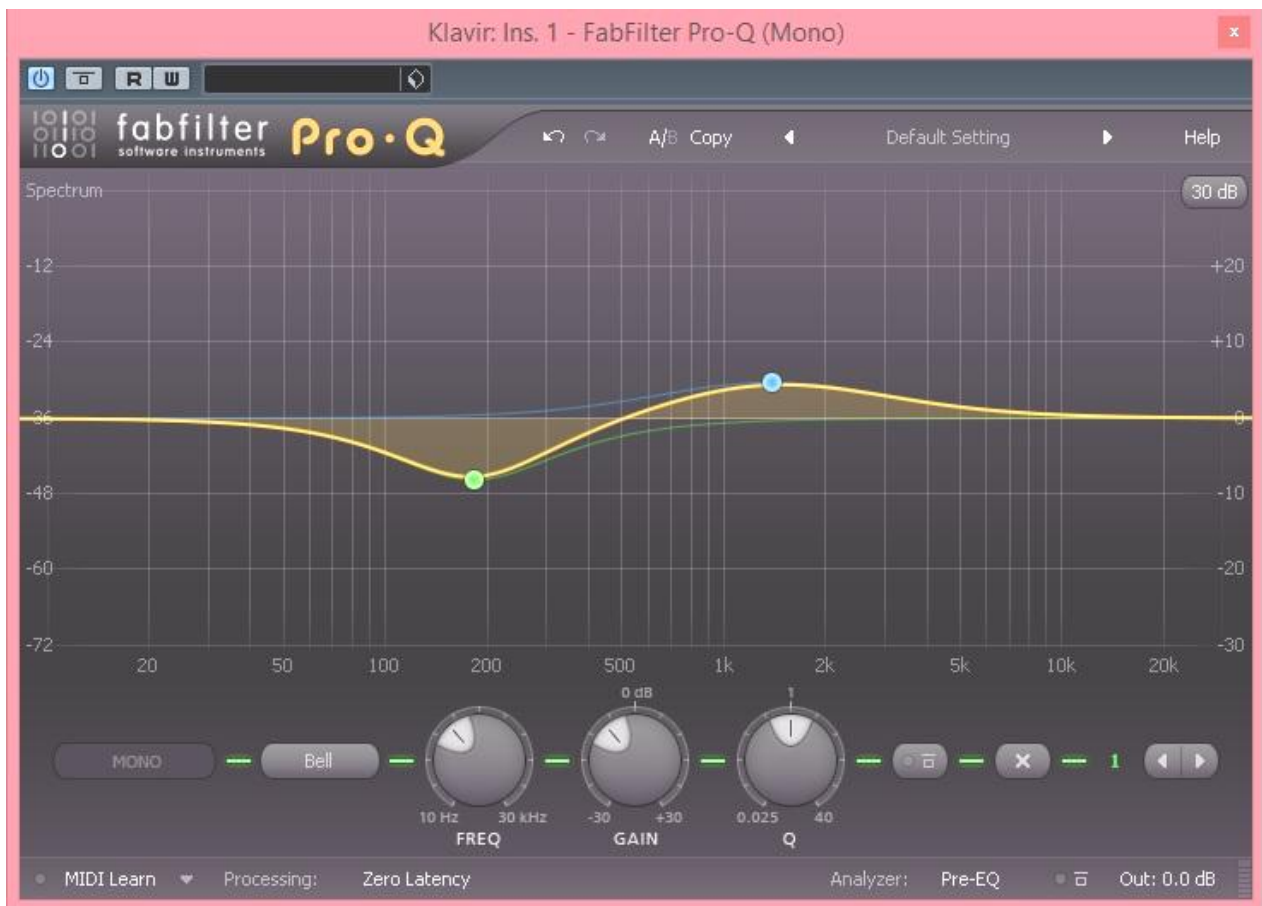 Klavir: Ins. 1 - FabFilter Pro-Q (Mono)
x
R W
fabfilter Pro·Q
software instruments
A/B Copy
Default Setting
Help
Spectrum
30 dB
-12 +20
-24 +10
-36 0
-48 -10
-60 -20
-72 -30
20 50 100 200 500 1k 2k 5k 10k 20k
0 dB 1
MONO Bell 1
10 Hz 30 kHz -30 +30 0.025 40
FREQ GAIN Q
MIDI Learn Processing: Zero Latency Analyzer: Pre-EQ Out: 0.0 dB